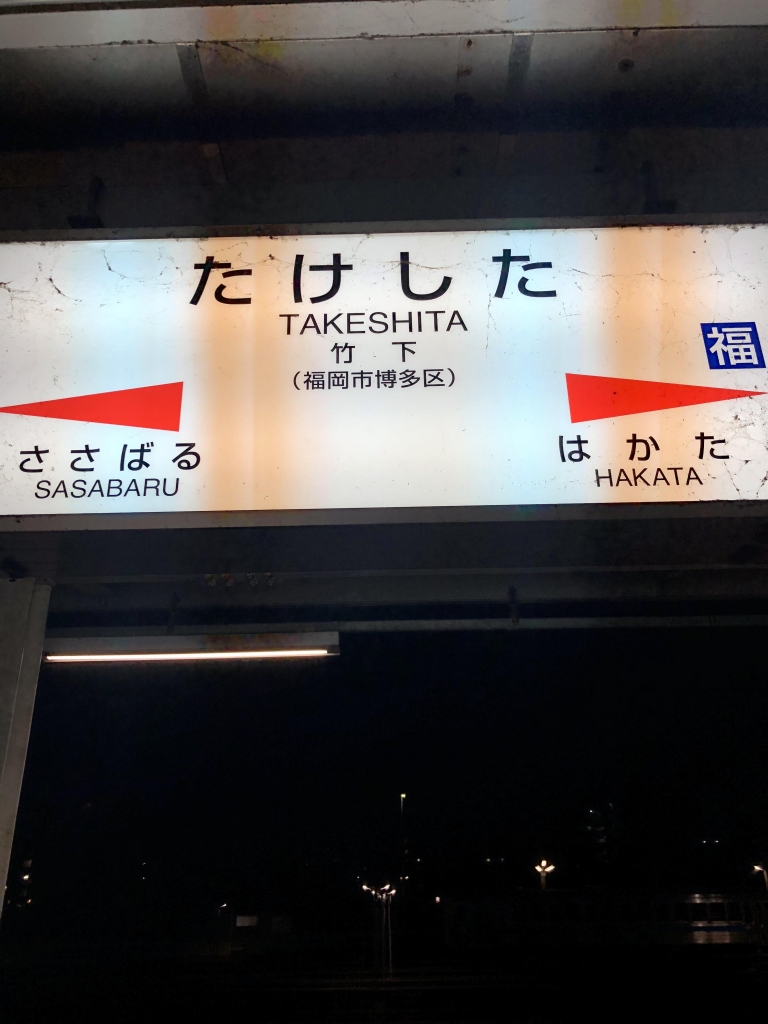 たけした
TAKESHITA
竹下
(福岡市博多区)
福
ささばる
SASABARU
はかた
HAKATA